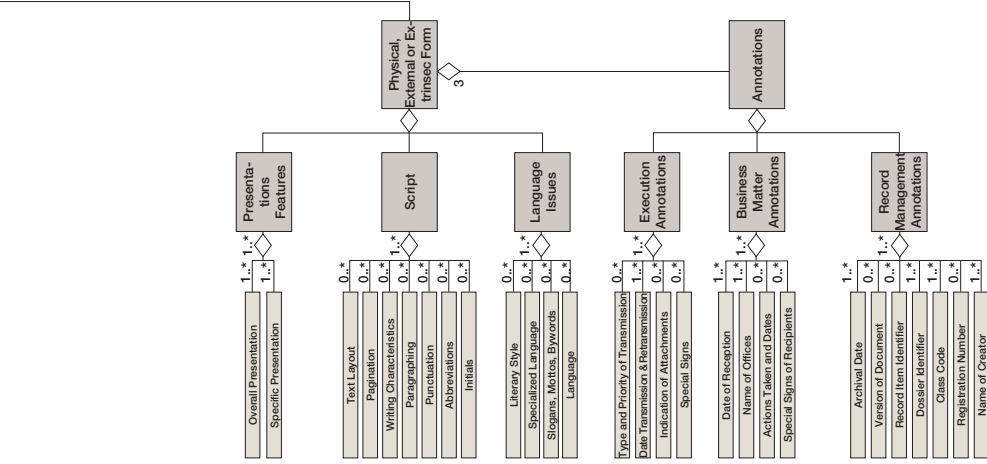 Physical,
External or Ex-
trinsec Form
3
Annotations
Presenta-
tions
Features
Script
Language
Issues
Execution
Annotations
Business
Matter
Annotations
Record
Management
Annotations
1..*
1..*
1..*
1..*
1..*
1..*
1..*
1..*
Overall Presentation
Specific Presentation
0..*
0..*
0..*
0..*
0..*
0..*
0..*
Text Layout
Pagination
Writing Characteristics
Paragraphing
Punctuation
Abbreviations
Initials
0..*
0..*
0..*
0..*
Literary Style
Specialized Language
Slogans, Mottos, Bywords
Language
0..*
1..*
0..*
0..*
Type and Priority of Transmission
Date Transmission & Retransmission
Indication of Attachments
Special Signs
1..*
1..*
0..*
0..*
Date of Reception
Name of Offices
Actions Taken and Dates
Special Signs of Recipients
1..*
0..*
0..*
1..*
1..*
0..*
1..*
Archival Date
Version of Document
Record Item Identifier
Dossier Identifier
Class Code
Registration Number
Name of Creator